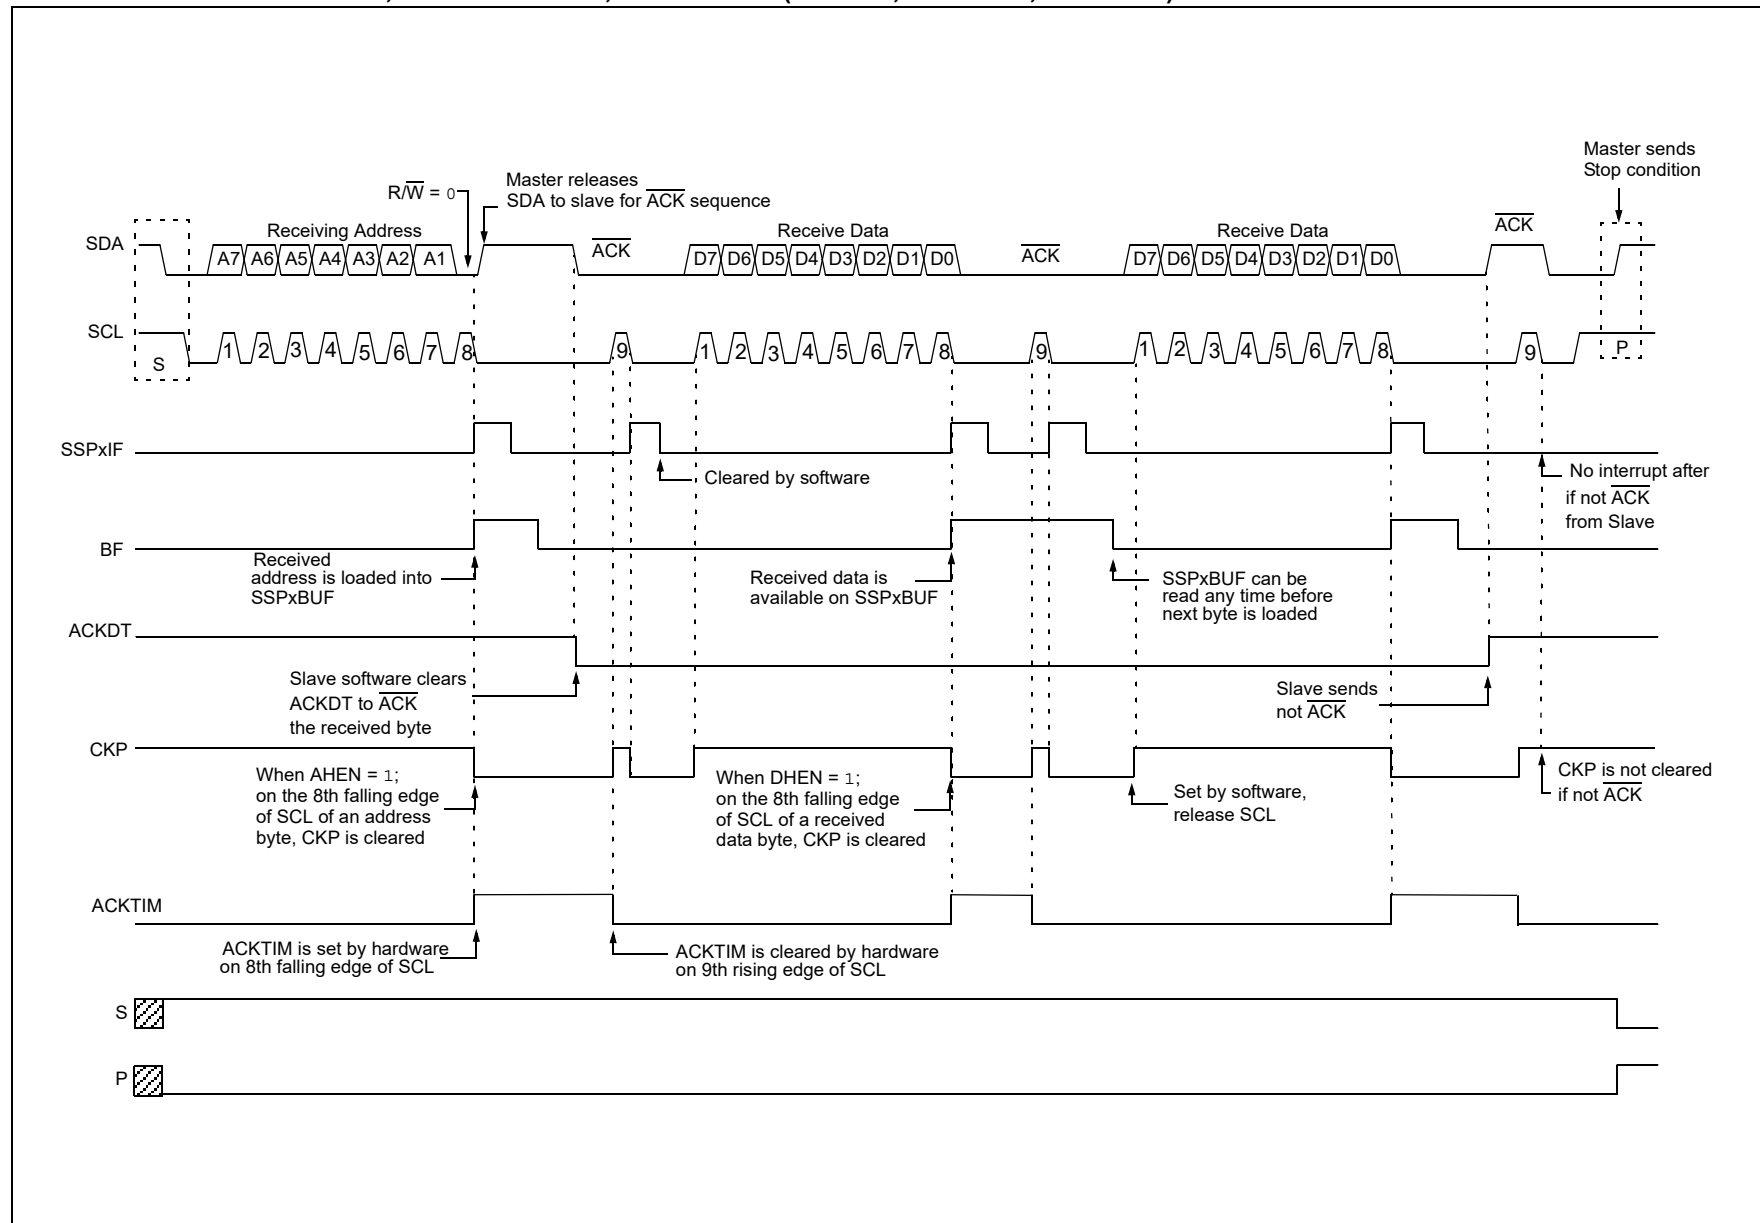 Master sends
Stop condition
R/W = 0
Master releases
SDA to slave for ACK sequence
SDA
Receiving Address
A7 A6 A5 A4 A3 A2 A1
ACK
Receive Data
D7 D6 D5 D4 D3 D2 D1 D0
ACK
Receive Data
D7 D6 D5 D4 D3 D2 D1 D0
ACK
SCL
S
1 2 3 4 5 6 7 8 9 1 2 3 4 5 6 7 8 9 1 2 3 4 5 6 7 8 9
P
SSPxIF
Cleared by software
No interrupt after
if not ACK
from Slave
BF
Received
address is loaded into
SSPxBUF
Received data is
available on SSPxBUF
SSPxBUF can be
read any time before
next byte is loaded
ACKDT
Slave software clears
ACKDT to ACK
the received byte
Slave sends
not ACK
CKP
When AHEN = 1;
on the 8th falling edge
of SCL of an address
byte, CKP is cleared
When DHEN = 1;
on the 8th falling edge
of SCL of a received
data byte, CKP is cleared
Set by software,
release SCL
CKP is not cleared
if not ACK
ACKTIM
ACKTIM is set by hardware
on 8th falling edge of SCL
ACKTIM is cleared by hardware
on 9th rising edge of SCL
S
P